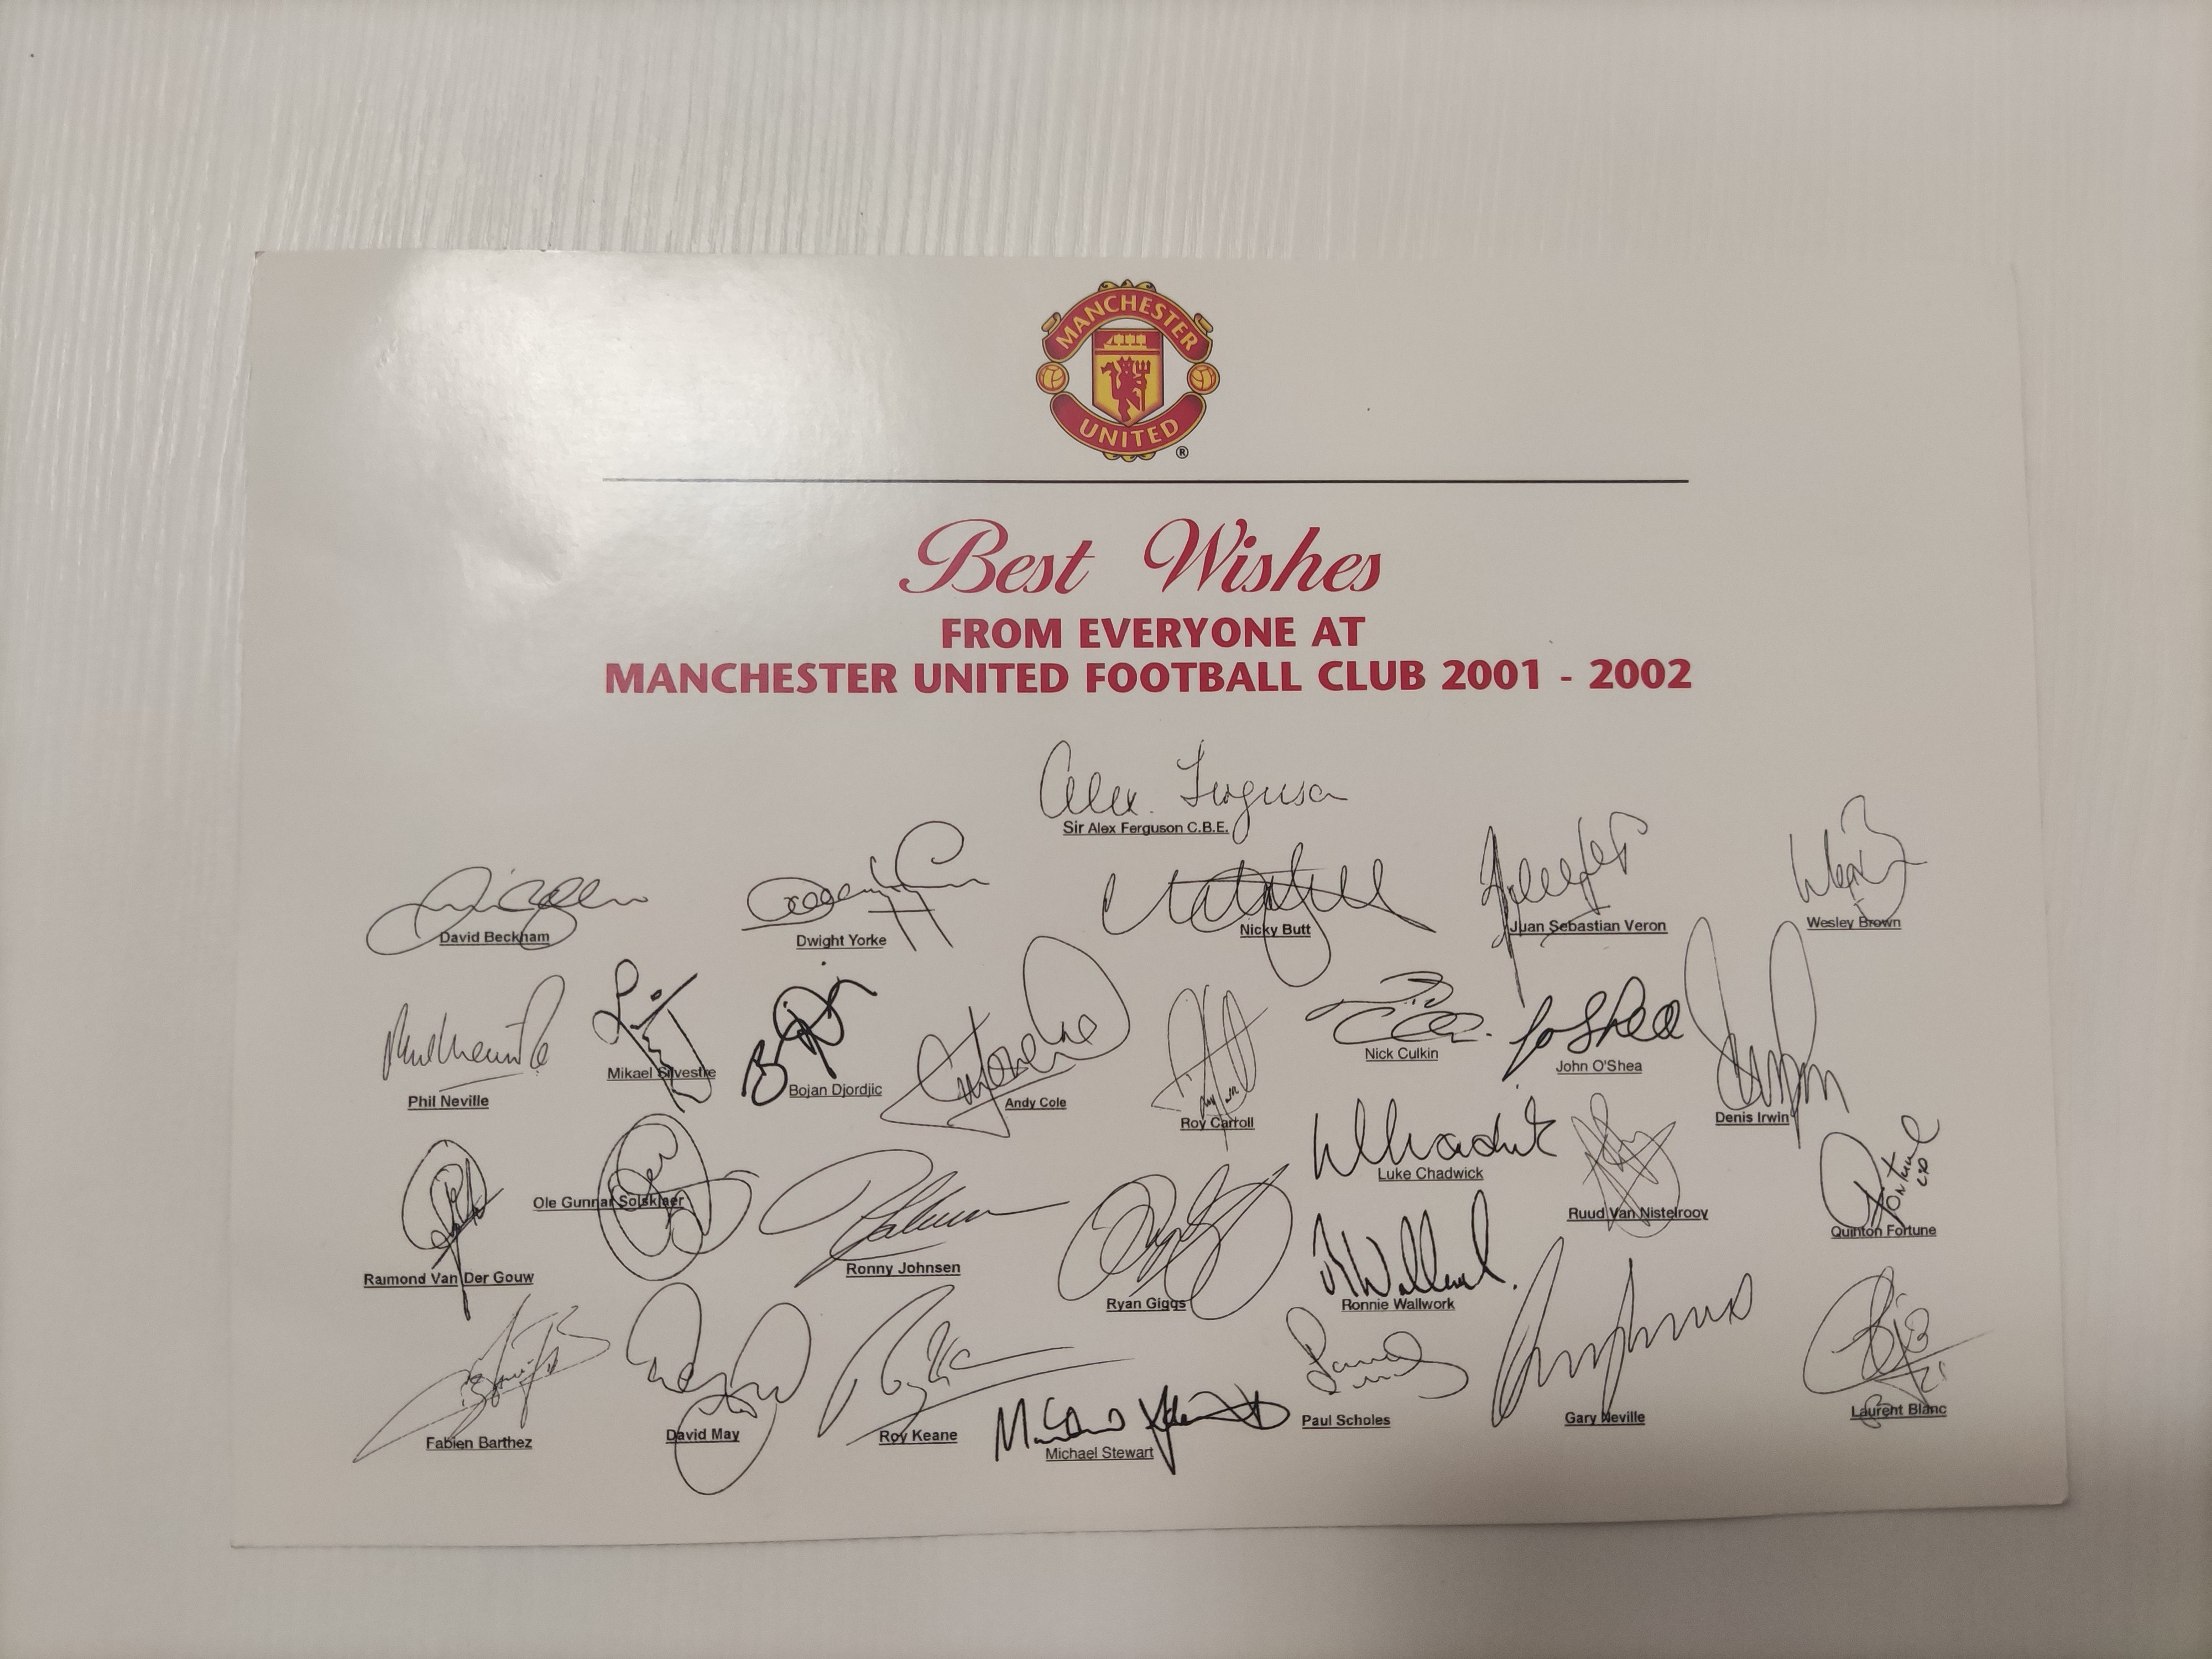 MANCHESTER
UNITED
®
Best Wishes
FROM EVERYONE AT
MANCHESTER UNITED FOOTBALL CLUB 2001 - 2002
Alex Ferguson
Sir Alex Ferguson C.B.E.
David Beckham
Dwight Yorke
Nicky Butt
Juan Sebastian Veron
Wesley Brown
Phil Neville
Mikael Silvestre
Bojan Djordjic
Andy Cole
Roy Carroll
Nick Culkin
John O'Shea
Denis Irwin
Raimond Van Der Gouw
Ole Gunnar Solskjaer
Ronny Johnsen
Ryan Giggs
Luke Chadwick
Ronnie Wallwork
Ruud Van Nistelrooy
Quinton Fortune
Fabien Barthez
David May
Roy Keane
Michael Stewart
Paul Scholes
Gary Neville
Laurent Blanc